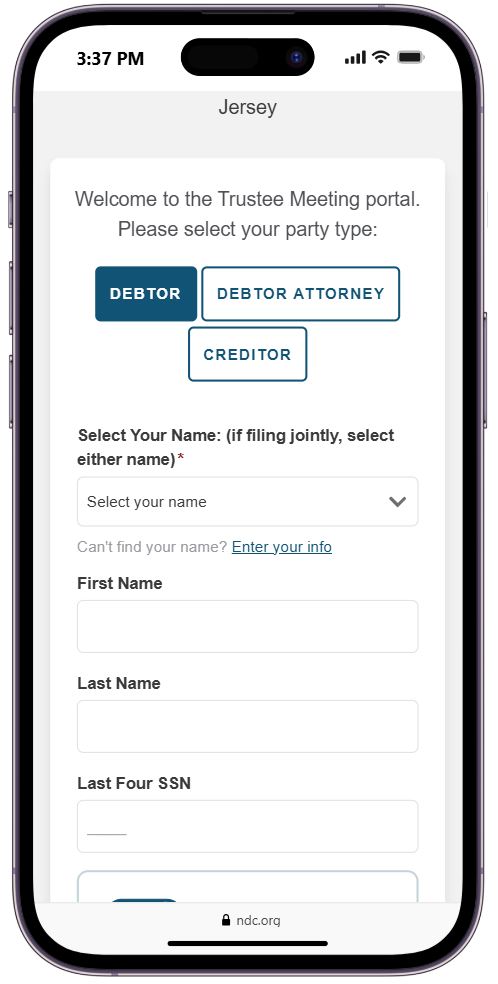 3:37 PM
Jersey
Welcome to the Trustee Meeting portal.
Please select your party type:
DEBTOR DEBTOR ATTORNEY
CREDITOR
Select Your Name: (if filing jointly, select
either name)*
Select your name
Can't find your name? Enter your info
First Name
Last Name
Last Four SSN
____
ndc.org